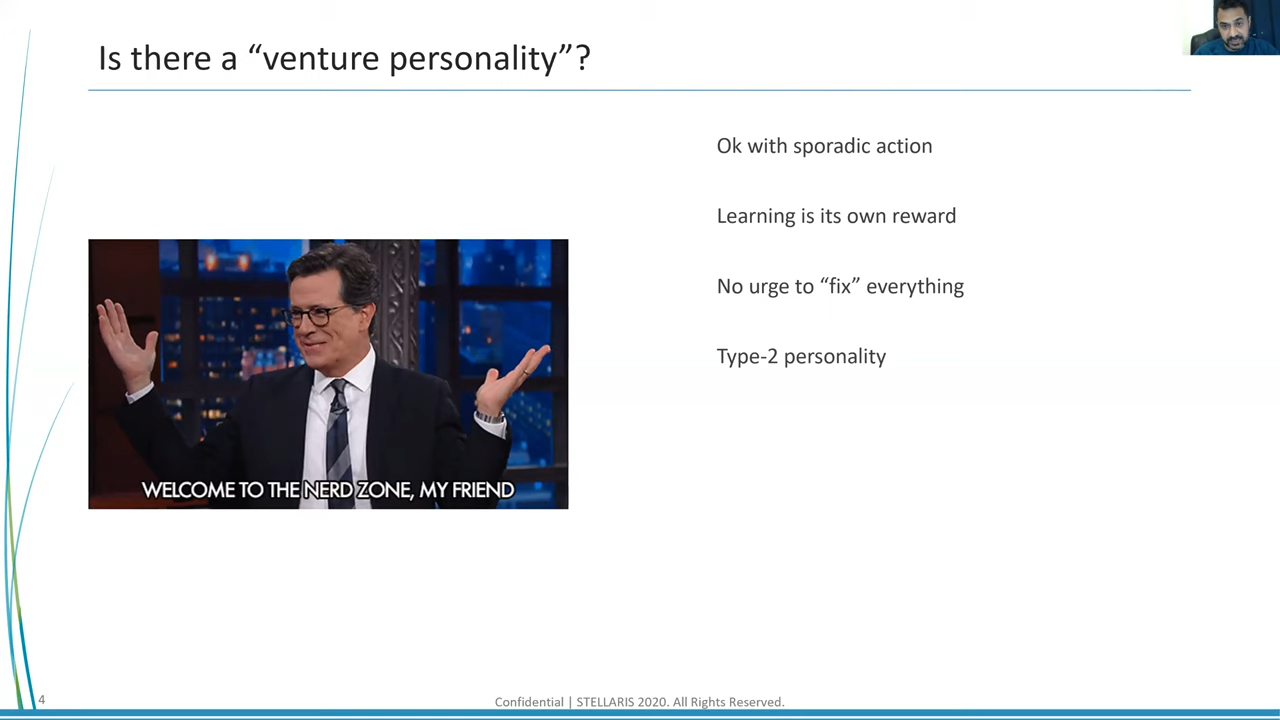 Is there a “venture personality”?
Ok with sporadic action
Learning is its own reward
No urge to “fix” everything
Type-2 personality
WELCOME TO THE NERD ZONE, MY FRIEND
4
Confidential | STELLARIS 2020. All Rights Reserved.